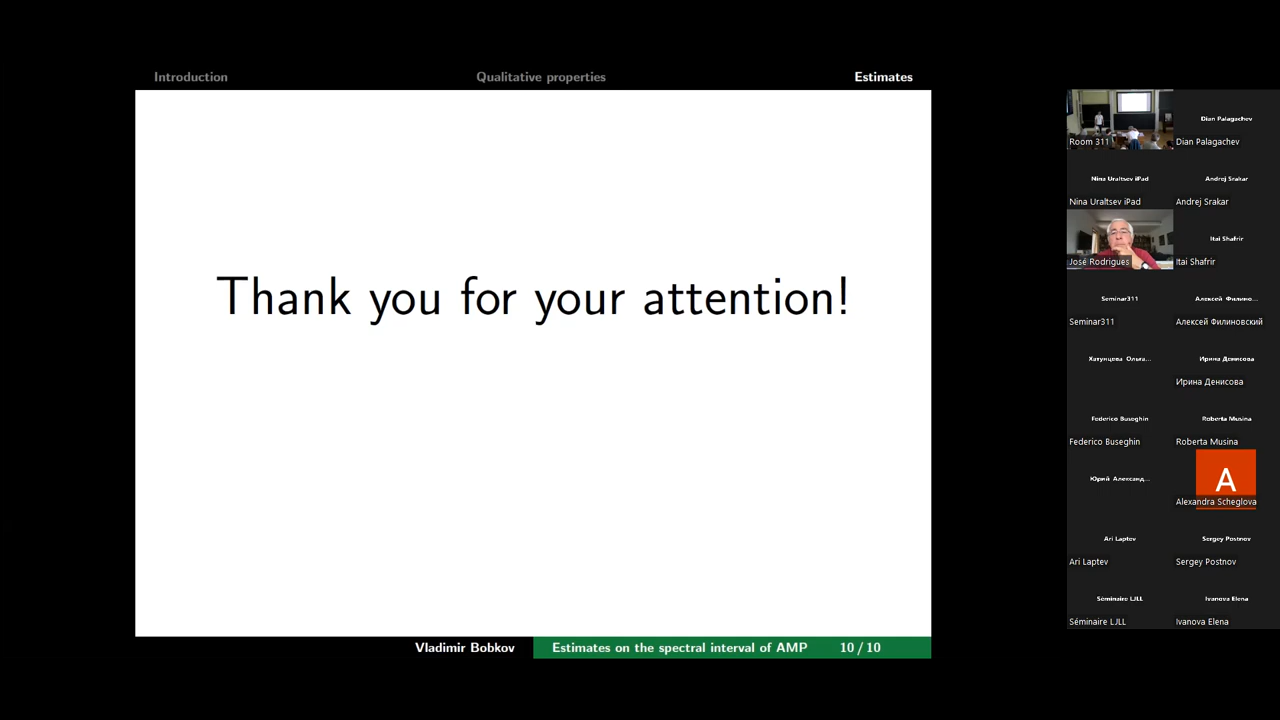 Introduction
Qualitative properties
Estimates
Thank you for your attention!
Vladimir Bobkov
Estimates on the spectral interval of AMP
10 / 10
Room 311
Dian Palagachev
Dian Palagachev
Nina Uraltsev iPad
Nina Uraltsev iPad
Andrej Srakar
Andrej Srakar
José Rodrigues
Itai Shafrir
Itai Shafrir
Seminar311
Seminar311
Алексей Филино...
Алексей Филиновский
Хатунцева Ольга...
Ирина Денисова
Ирина Денисова
Federico Buseghin
Federico Buseghin
Roberta Musina
Roberta Musina
Юрий Александ...
A
Alexandra Scheglova
Ari Laptev
Ari Laptev
Sergey Postnov
Sergey Postnov
Séminaire LJLL
Séminaire LJLL
Ivanova Elena
Ivanova Elena